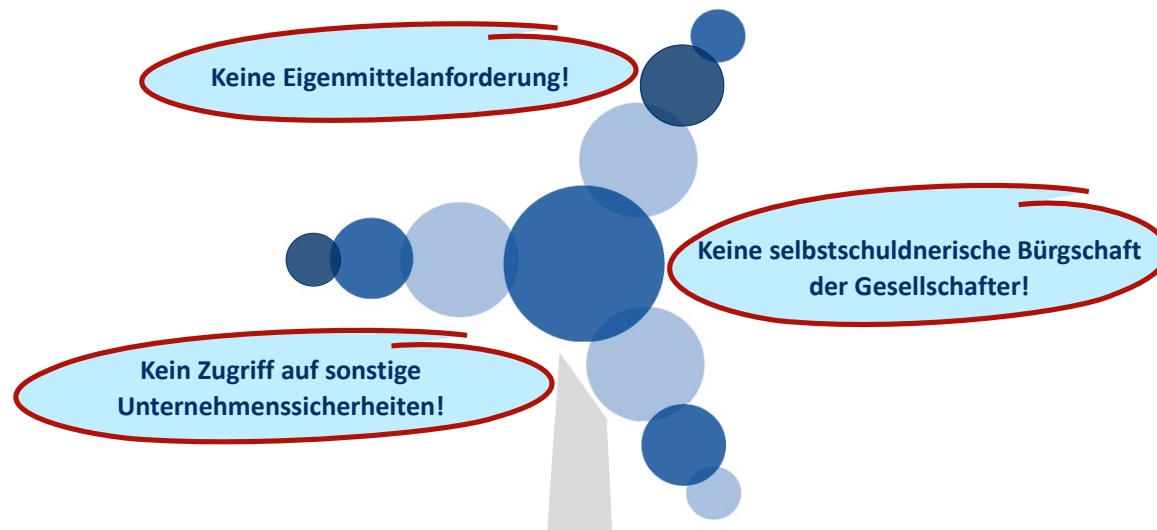 Keine Eigenmittelanforderung!
Keine selbstschuldnerische Bürgschaft
der Gesellschafter!
Kein Zugriff auf sonstige
Unternehmenssicherheiten!